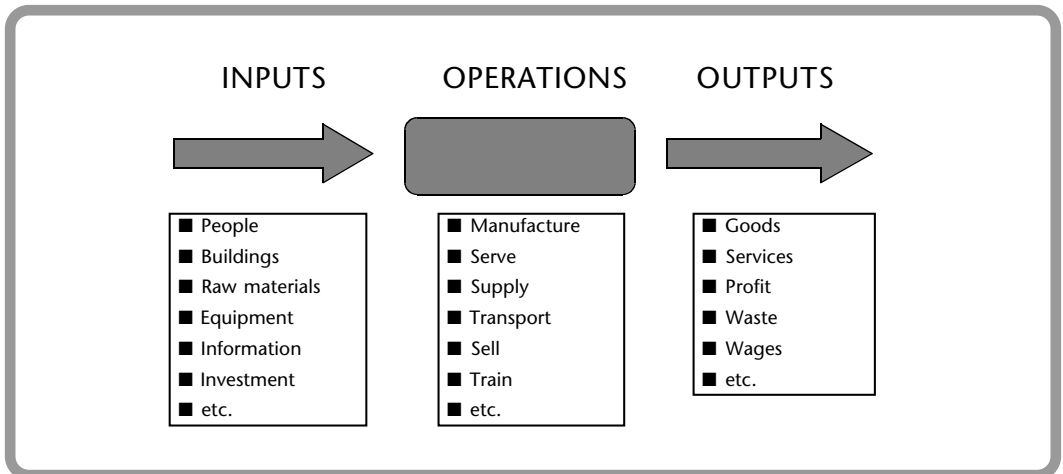 INPUTS OPERATIONS OUTPUTS
■ People
■ Buildings
■ Raw materials
■ Equipment
■ Information
■ Investment
■ etc.
■ Manufacture
■ Serve
■ Supply
■ Transport
■ Sell
■ Train
■ etc.
■ Goods
■ Services
■ Profit
■ Waste
■ Wages
■ etc.